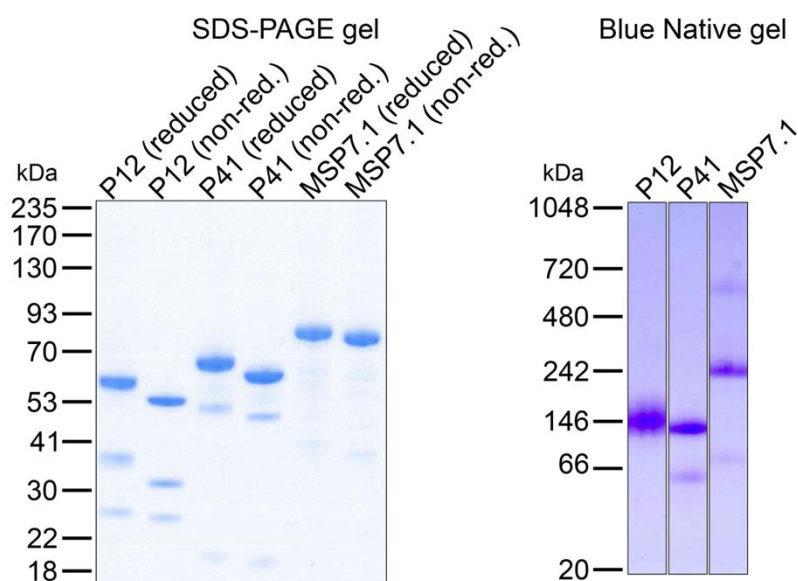 SDS-PAGE gel
kDa
P12 (reduced)
P12 (non-red.)
P41 (reduced)
P41 (non-red.)
MSP7.1 (reduced)
MSP7.1 (non-red.)
235
170
130
93
70
53
41
30
22
18
Blue Native gel
kDa
P12
P41
MSP7.1
1048
720
480
242
146
66
20